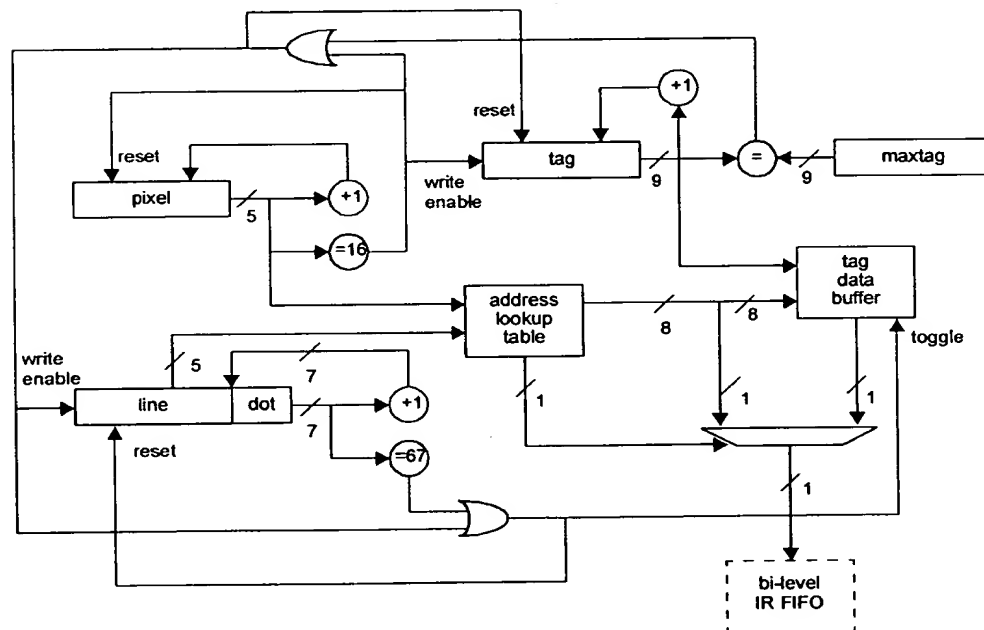 reset
+1
reset
tag
=
maxtag
9
9
write
enable
pixel
5
+1
=16
tag
data
buffer
address
lookup
table
8
8
toggle
write
enable
5
7
1
1
1
line
dot
7
+1
reset
=67
1
bi-level
IR FIFO